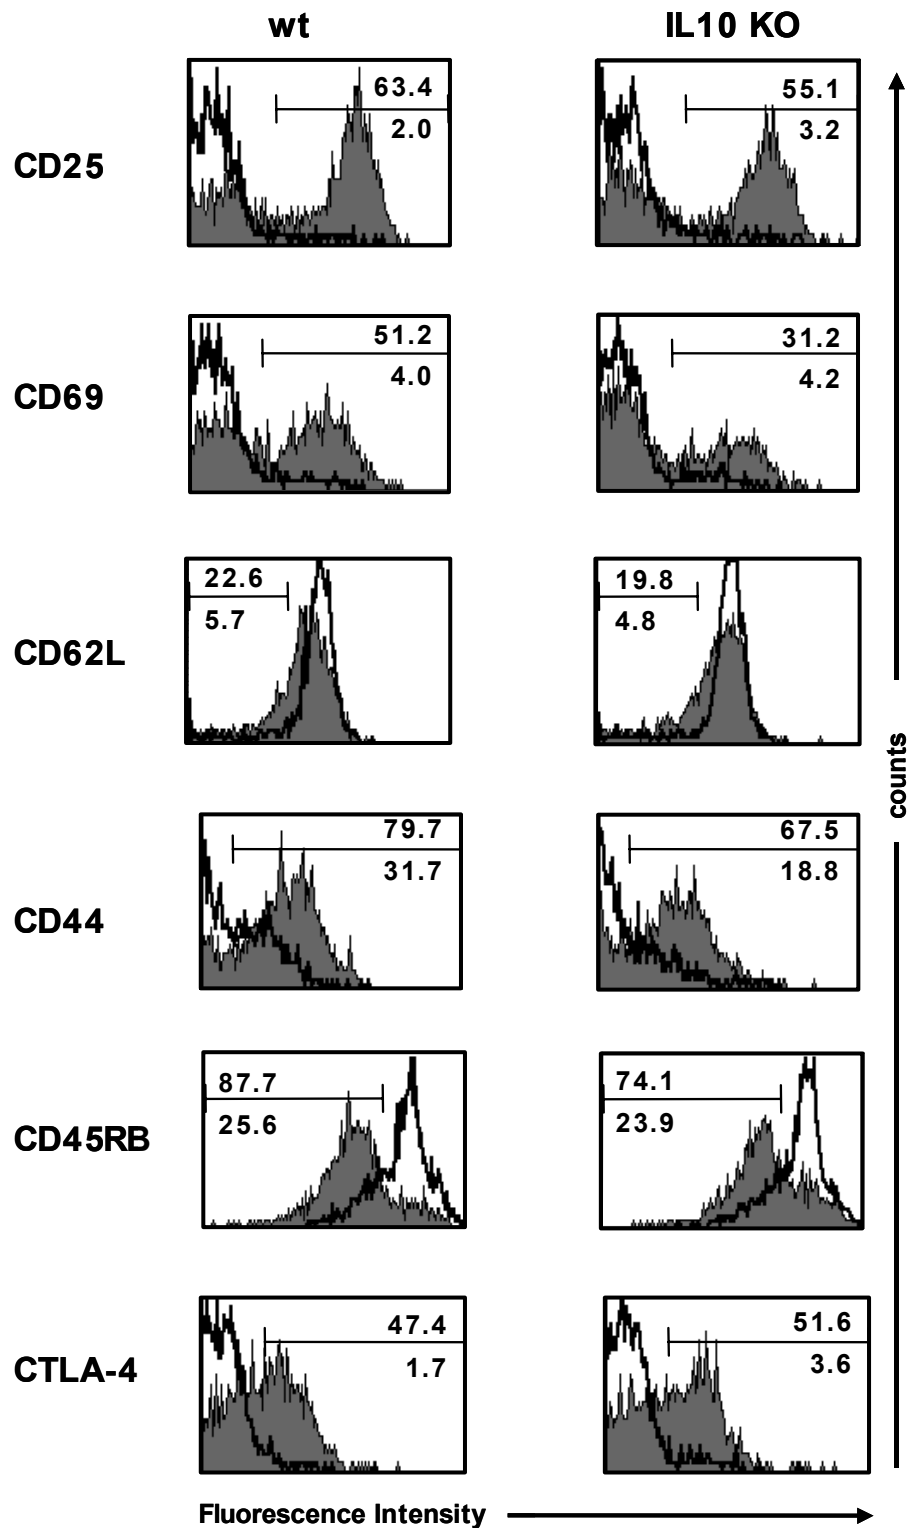 wt IL10 KO
CD25
63.4
2.0
55.1
3.2
CD69
51.2
4.0
31.2
4.2
CD62L
22.6
5.7
19.8
4.8
CD44
79.7
31.7
67.5
18.8
CD45RB
87.7
25.6
74.1
23.9
CTLA-4
47.4
1.7
51.6
3.6
counts
Fluorescence Intensity